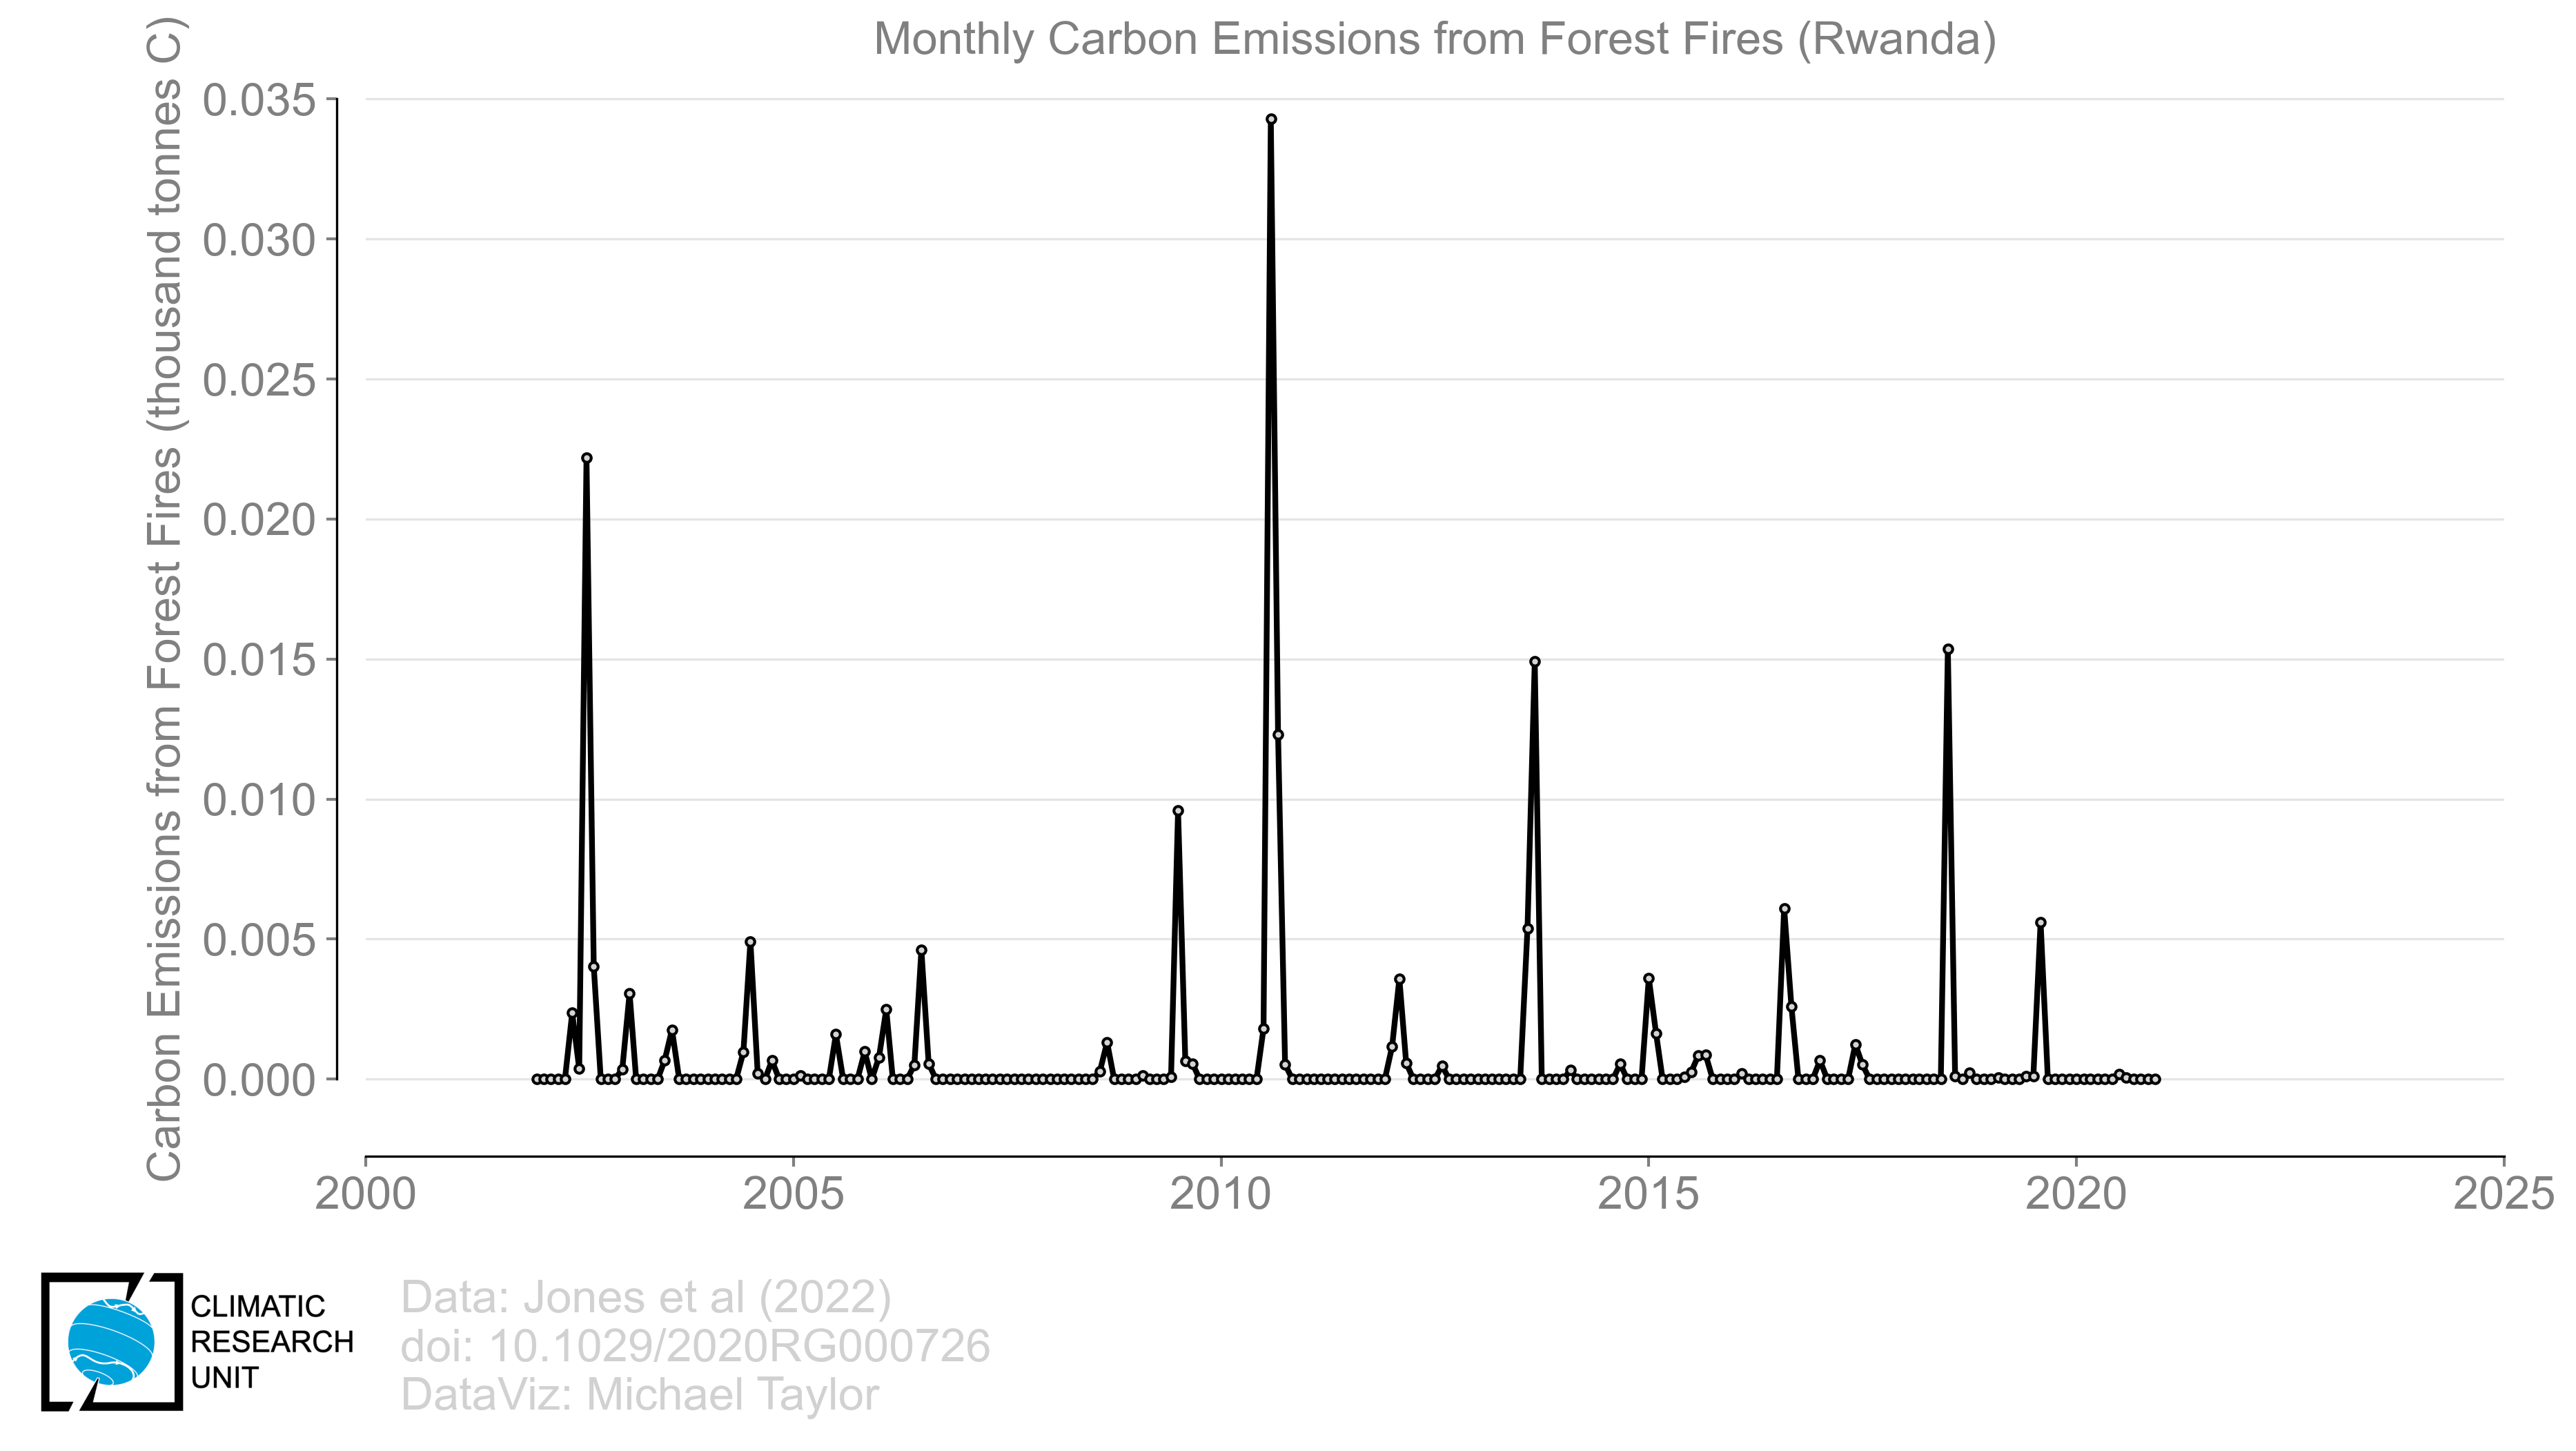 Monthly Carbon Emissions from Forest Fires (Rwanda)
Carbon Emissions from Forest Fires (thousand tonnes C)
0.035
0.030
0.025
0.020
0.015
0.010
0.005
0.000
2000
2005
2010
2015
2020
2025
CLIMATIC
RESEARCH
UNIT
Data: Jones et al (2022)
doi: 10.1029/2020RG000726
DataViz: Michael Taylor